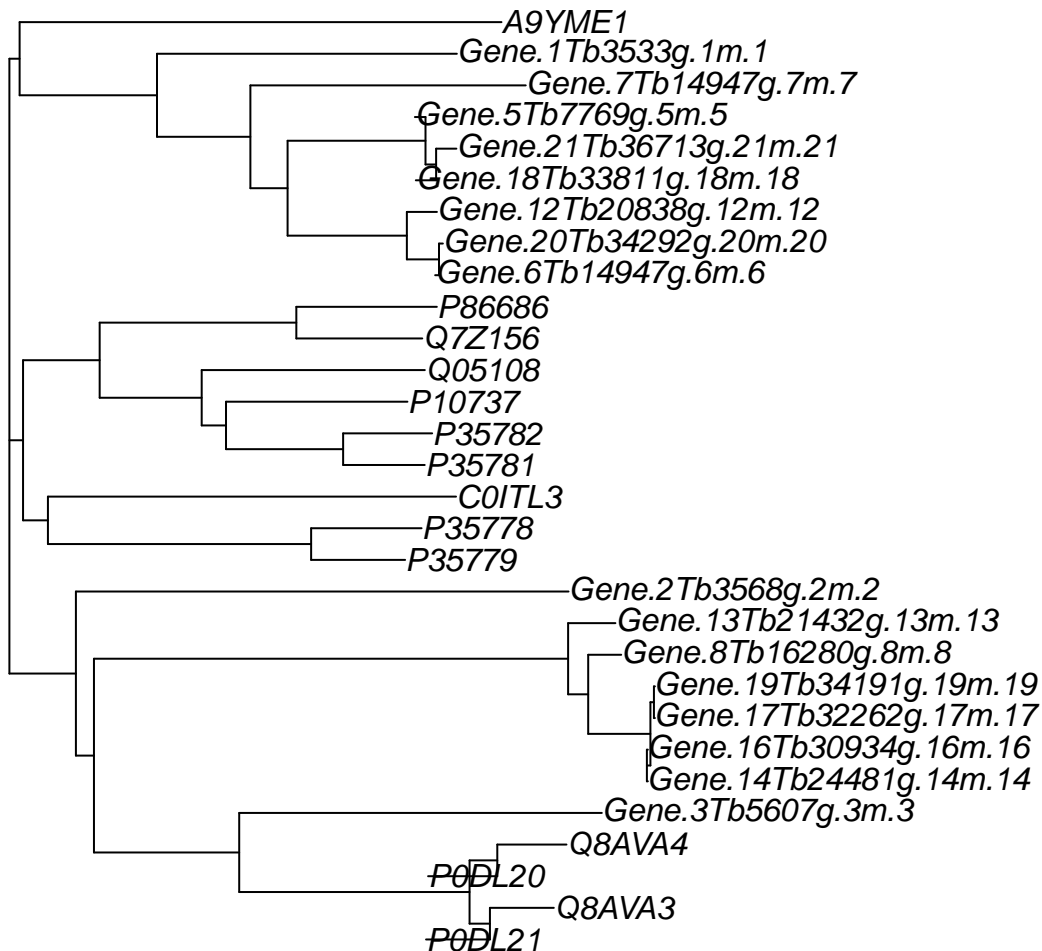 A9YME1
Gene.1Tb3533g.1m.1
Gene.7Tb14947g.7m.7
Gene.5Tb7769g.5m.5
Gene.21Tb36713g.21m.21
Gene.18Tb33811g.18m.18
Gene.12Tb20838g.12m.12
Gene.20Tb34292g.20m.20
Gene.6Tb14947g.6m.6
P86686
Q7Z156
Q05108
P10737
P35782
P35781
C0ITL3
P35778
P35779
Gene.2Tb3568g.2m.2
Gene.13Tb21432g.13m.13
Gene.8Tb16280g.8m.8
Gene.19Tb34191g.19m.19
Gene.17Tb32262g.17m.17
Gene.16Tb30934g.16m.16
Gene.14Tb24481g.14m.14
Gene.3Tb5607g.3m.3
Q8AVA4
P0DL20
Q8AVA3
P0DL21